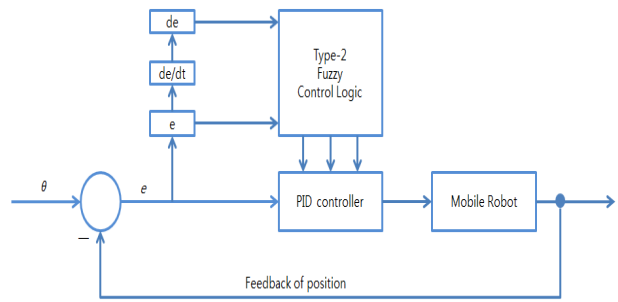 de
Type-2
Fuzzy
Control Logic
de/dt
e
θ
e
PID controller
Mobile Robot
—
Feedback of position